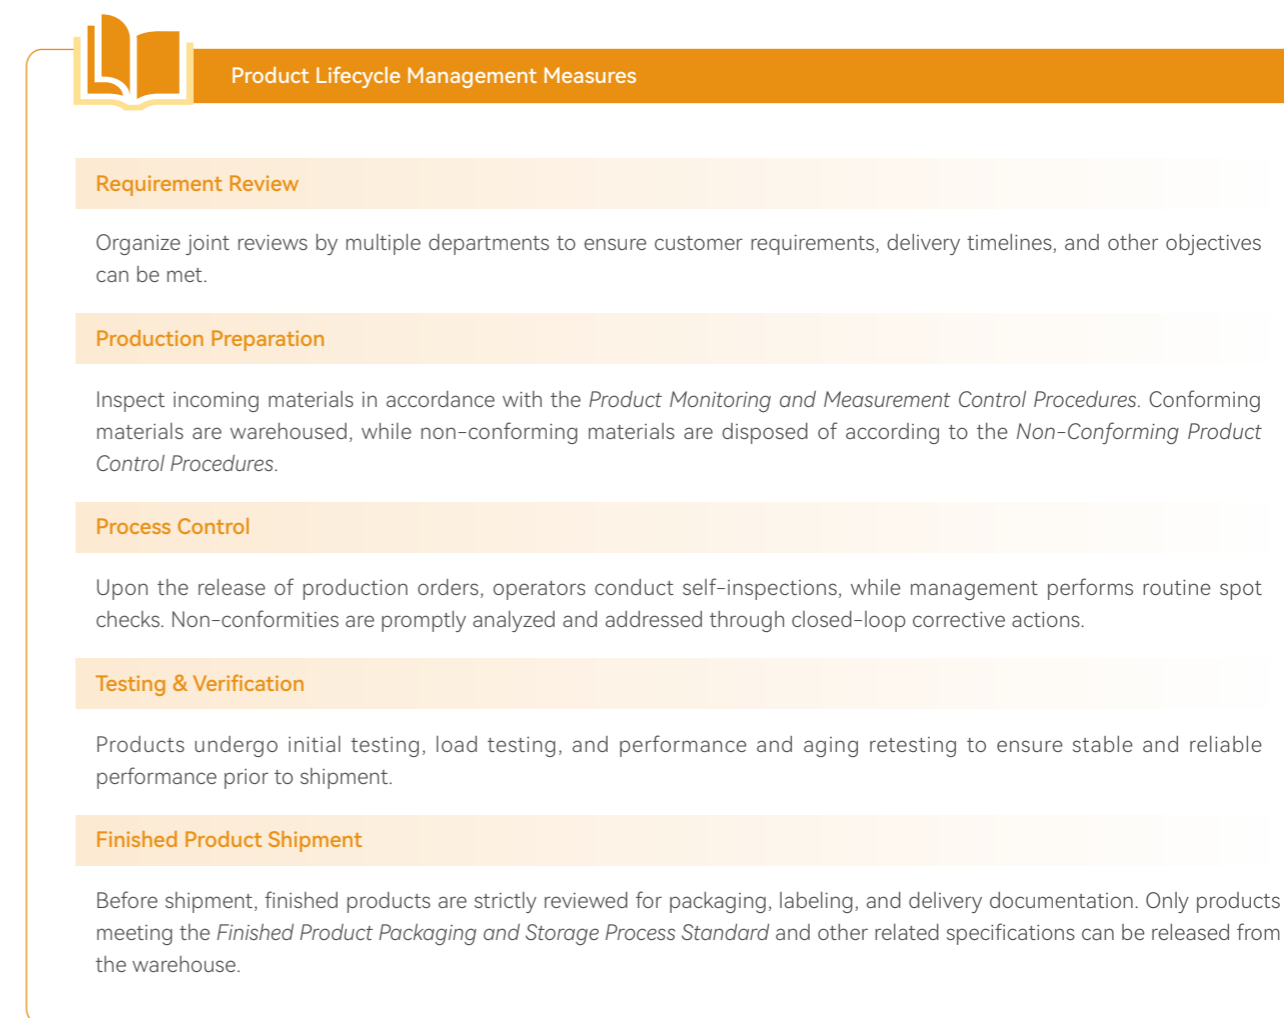 Product Lifecycle Management Measures
Requirement Review
Organize joint reviews by multiple departments to ensure customer requirements, delivery timelines, and other objectives
can be met.
Production Preparation
Inspect incoming materials in accordance with the Product Monitoring and Measurement Control Procedures. Conforming
materials are warehoused, while non-conforming materials are disposed of according to the Non-Conforming Product
Control Procedures.
Process Control
Upon the release of production orders, operators conduct self-inspections, while management performs routine spot
checks. Non-conformities are promptly analyzed and addressed through closed-loop corrective actions.
Testing & Verification
Products undergo initial testing, load testing, and performance and aging retesting to ensure stable and reliable
performance prior to shipment.
Finished Product Shipment
Before shipment, finished products are strictly reviewed for packaging, labeling, and delivery documentation. Only products
meeting the Finished Product Packaging and Storage Process Standard and other related specifications can be released from
the warehouse.